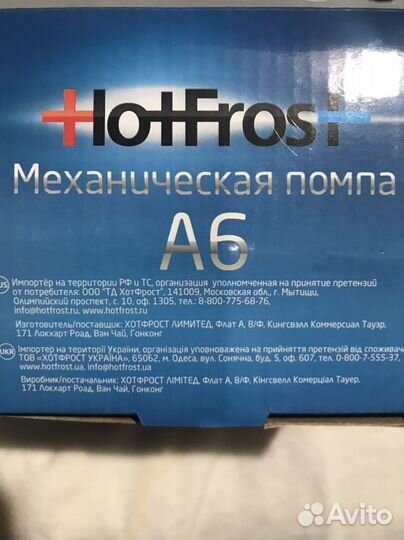 HotFrost
Механическая помпа
A6
RUS Импортёр на территории РФ и ТС, организация уполномоченная на принятие претензий
от потребителя: ООО "ТД ХотФрост", 141009, Московская обл., г. Мытищи,
Олимпийский проспект, с. 10, оф. 1305, тел.: 8-800-775-68-76,
info@hotfrost.ru, www.hotfrost.ru
Изготовитель/поставщик: ХОТФРОСТ ЛИМИТЕД, Флат А, 8/Ф, Кингсвэлл Коммерсиал Тауэр,
171 Локхарт Роад, Ван Чай, Гонконг
UKR Імпортер на території України, організація уповноважена на прийняття претензій від споживача
ТОВ «ХОТФРОСТ УКРАЇНА», 65062, м. Одеса, вул. Сонячна, буд. 5, оф. 607, тел. 0-800-7-555-37,
www.hotfrost.ua, info@hotfrost.ua
Виробник/постачальник: ХОТФРОСТ ЛІМІТЕД, Флат А, 8/Ф, Кінгсвелл Комерціал Тауер,
171 Локхарт Роад, Ван Чай, Гонконг
Avito